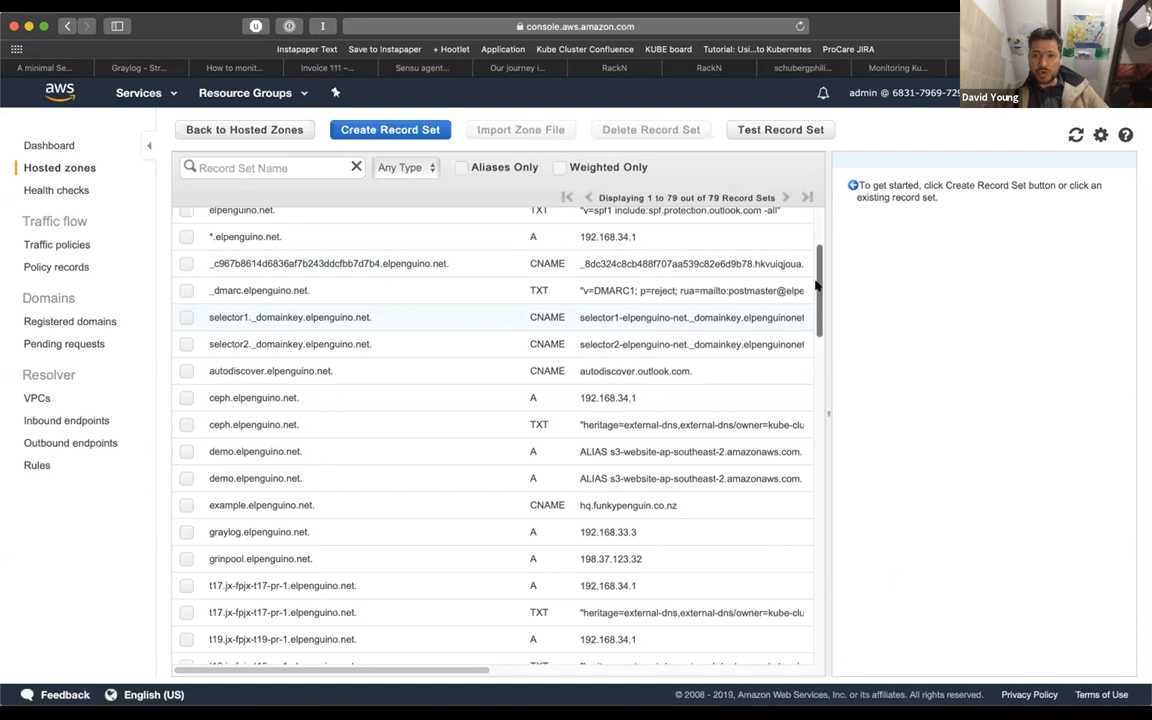 console.aws.amazon.com
Instapaper Text Save to Instapaper + Hootlet Application Kube Cluster Confluence KUBE board Tutorial: Usi...to Kubernetes ProCare JIRA
A minimal Se... Graylog - Str... How to monit... Invoice 111 –... Sensu agent... Our journey i... RackN RackN schubergphili... Monitoring Ku...
David Young
aws Services Resource Groups admin @ 6831-7969-729
Dashboard
Hosted zones
Health checks
Traffic flow
Traffic policies
Policy records
Domains
Registered domains
Pending requests
Resolver
VPCs
Inbound endpoints
Outbound endpoints
Rules
Back to Hosted Zones Create Record Set Import Zone File Delete Record Set Test Record Set
Record Set Name Any Type Aliases Only Weighted Only
Displaying 1 to 79 out of 79 Record Sets
elpenguino.net. TXT "v=spf1 include:spf.protection.outlook.com -all"
*.elpenguino.net. A 192.168.34.1
_c967b8614d6836af7b243ddcfbb7d7b4.elpenguino.net. CNAME _8dc324c8cb488f707aa539c82e6d9b78.hkvuiqjoua.
_dmarc.elpenguino.net. TXT "v=DMARC1; p=reject; rua=mailto:postmaster@elpe
selector1._domainkey.elpenguino.net. CNAME selector1-elpenguino-net._domainkey.elpenguinonet
selector2._domainkey.elpenguino.net. CNAME selector2-elpenguino-net._domainkey.elpenguinonet
autodiscover.elpenguino.net. CNAME autodiscover.outlook.com.
ceph.elpenguino.net. A 192.168.34.1
ceph.elpenguino.net. TXT "heritage=external-dns,external-dns/owner=kube-clu
demo.elpenguino.net. A ALIAS s3-website-ap-southeast-2.amazonaws.com.
demo.elpenguino.net. A ALIAS s3-website-ap-southeast-2.amazonaws.com.
example.elpenguino.net. CNAME hq.funkypenguin.co.nz
graylog.elpenguino.net. A 192.168.33.3
grinpool.elpenguino.net. A 198.37.123.32
t17.jx-fpjx-t17-pr-1.elpenguino.net. A 192.168.34.1
t17.jx-fpjx-t17-pr-1.elpenguino.net. TXT "heritage=external-dns,external-dns/owner=kube-clu
t19.jx-fpjx-t19-pr-1.elpenguino.net. A 192.168.34.1
To get started, click Create Record Set button or click an
existing record set.
Feedback English (US) © 2008 - 2019, Amazon Web Services, Inc. or its affiliates. All rights reserved. Privacy Policy Terms of Use